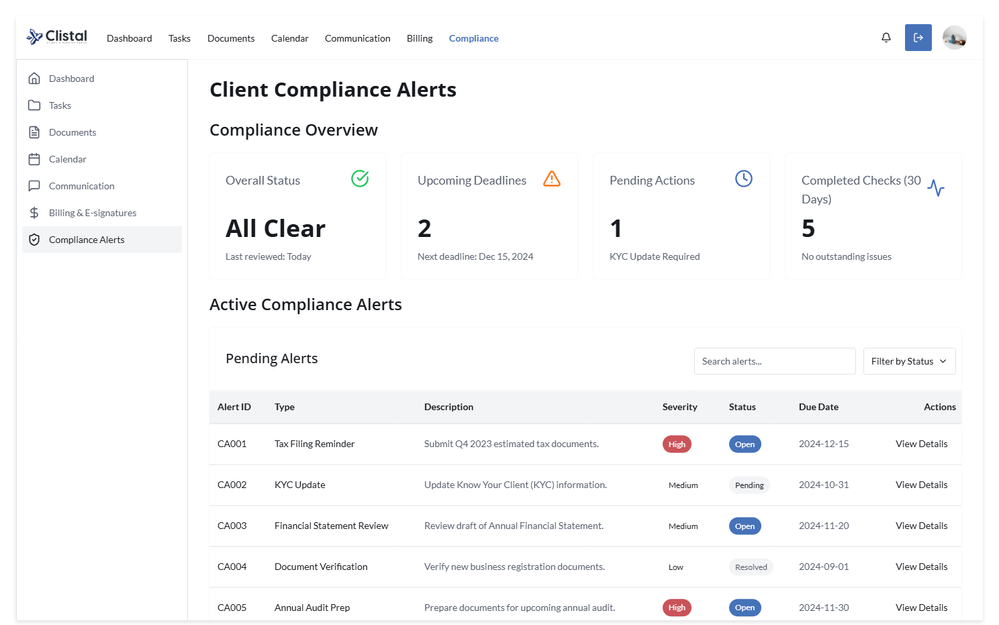 Clistal
Dashboard Tasks Documents Calendar Communication Billing Compliance
Dashboard
Tasks
Documents
Calendar
Communication
Billing & E-signatures
Compliance Alerts
Client Compliance Alerts
Compliance Overview
Overall Status
All Clear
Last reviewed: Today
Upcoming Deadlines
2
Next deadline: Dec 15, 2024
Pending Actions
1
KYC Update Required
Completed Checks (30
Days)
5
No outstanding issues
Active Compliance Alerts
Pending Alerts
Search alerts...
Filter by Status
Alert ID Type Description Severity Status Due Date Actions
CA001 Tax Filing Reminder Submit Q4 2023 estimated tax documents. High Open 2024-12-15 View Details
CA002 KYC Update Update Know Your Client (KYC) information. Medium Pending 2024-10-31 View Details
CA003 Financial Statement Review Review draft of Annual Financial Statement. Medium Open 2024-11-20 View Details
CA004 Document Verification Verify new business registration documents. Low Resolved 2024-09-01 View Details
CA005 Annual Audit Prep Prepare documents for upcoming annual audit. High Open 2024-11-30 View Details